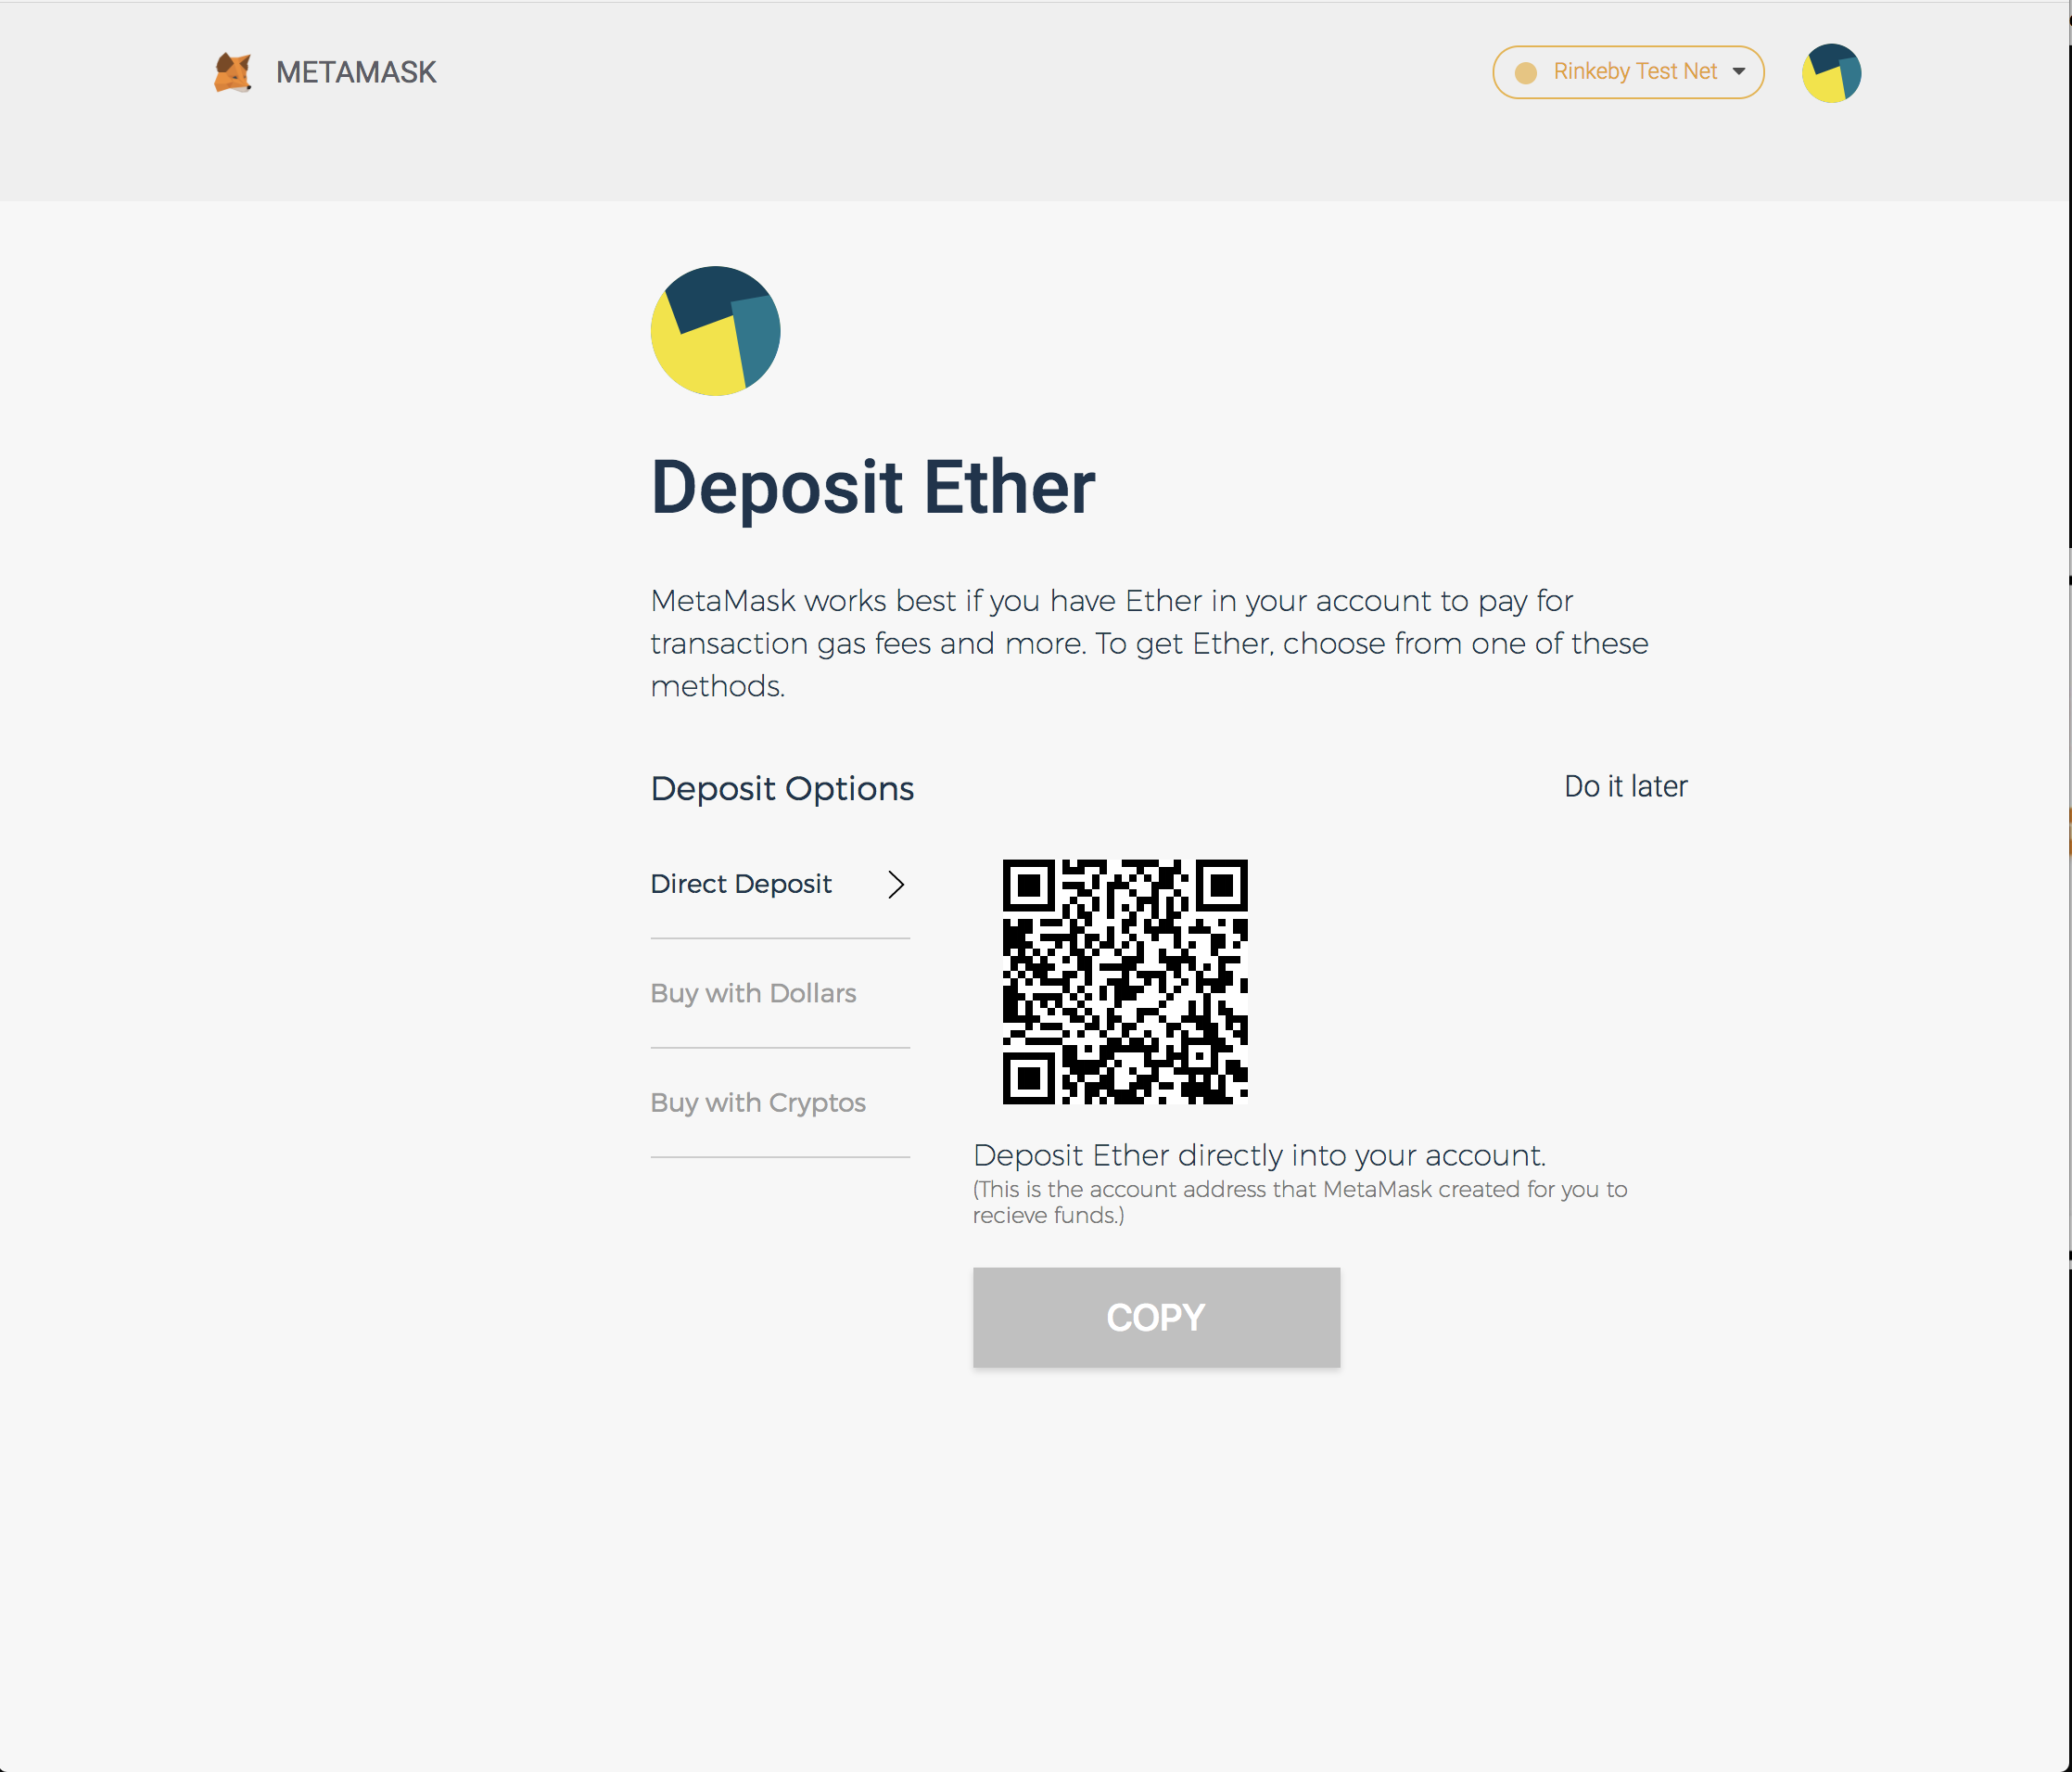 METAMASK
Rinkeby Test Net
Deposit Ether
MetaMask works best if you have Ether in your account to pay for
transaction gas fees and more. To get Ether, choose from one of these
methods.
Deposit Options
Do it later
Direct Deposit
Buy with Dollars
Buy with Cryptos
Deposit Ether directly into your account.
(This is the account address that MetaMask created for you to
recieve funds.)
COPY